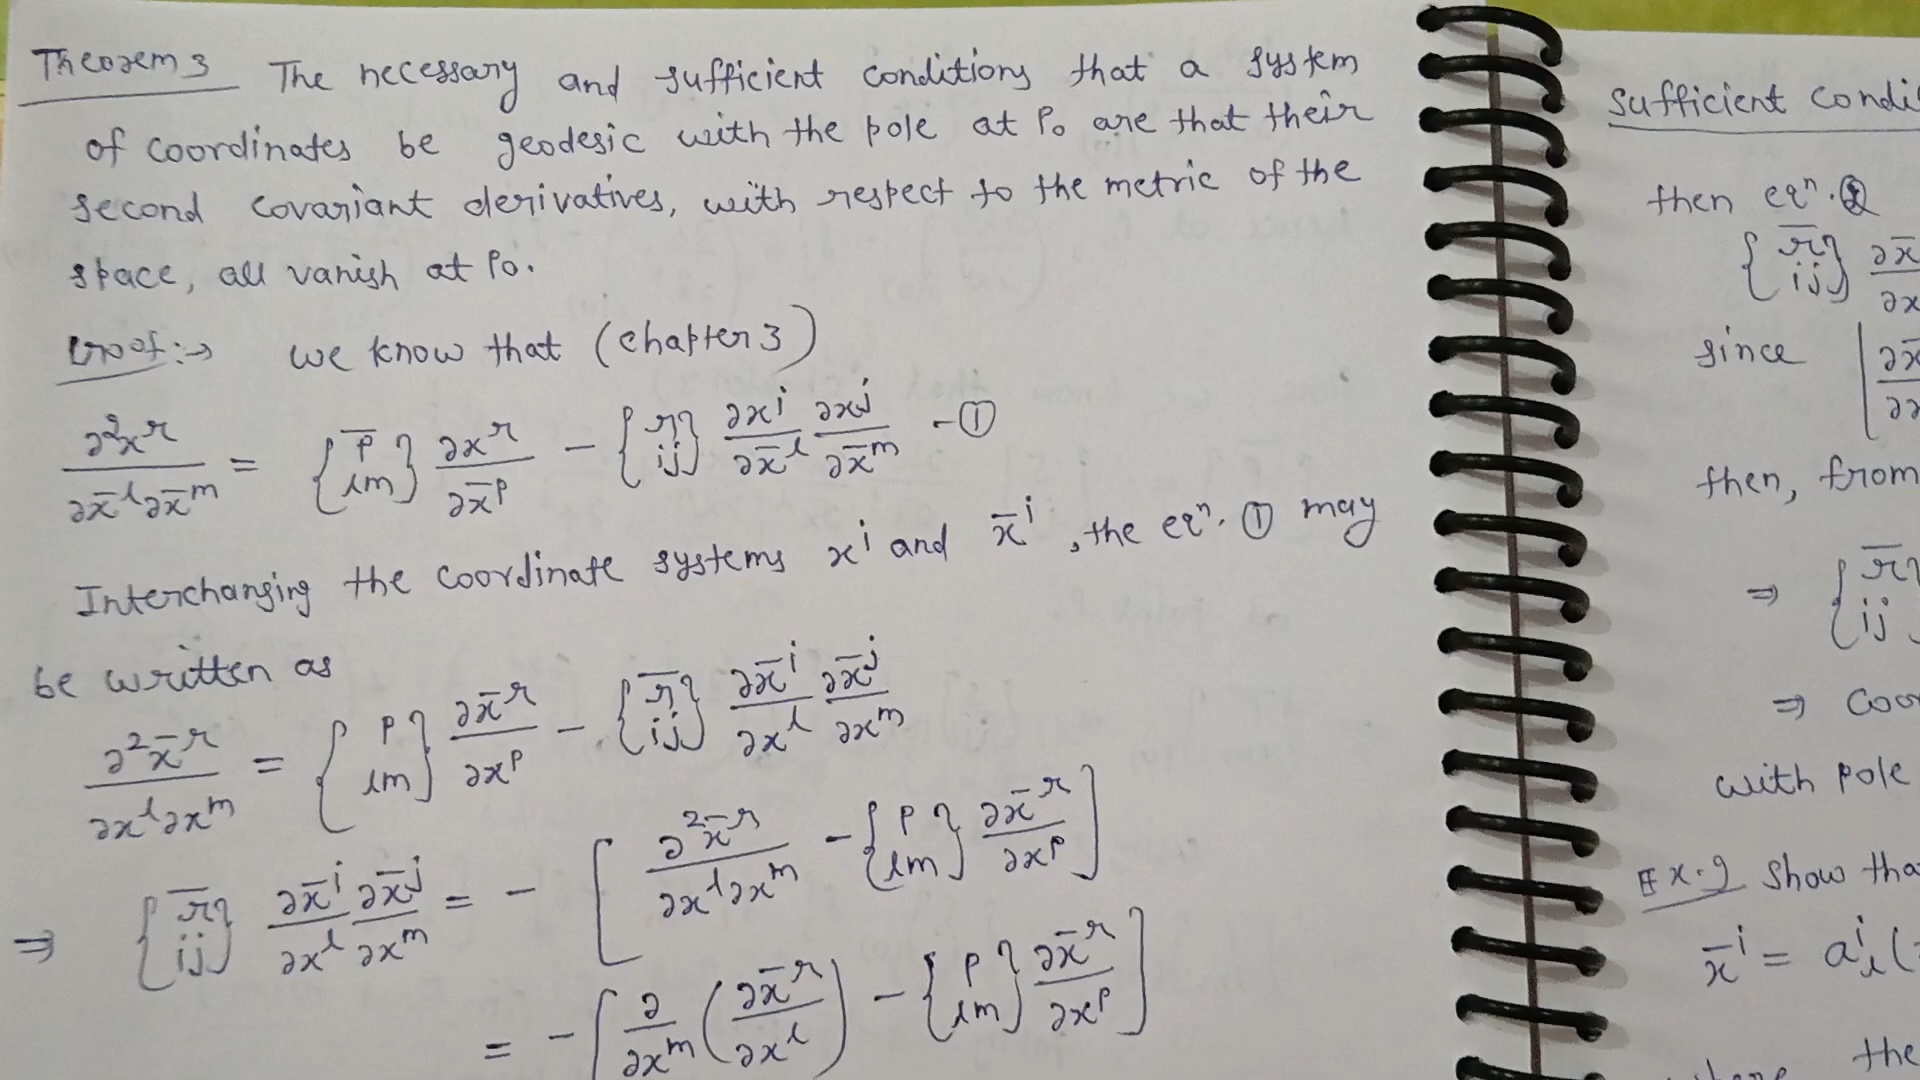 Theorem 3 The necessary and sufficient conditions that a system
of coordinates be geodesic with the pole at P₀ are that their
second covariant derivatives, with respect to the metric of the
space, all vanish at P₀.
Proof:→ we know that (chapter 3)
∂²xʳ/∂x̄ˡ∂x̄ᵐ = {p̄ lm} ∂xʳ/∂x̄ᵖ − {r ij} ∂xⁱ/∂x̄ˡ ∂xʲ/∂x̄ᵐ -①
Interchanging the coordinate systems xⁱ and x̄ⁱ, the eqⁿ. ① may
be written as
∂²x̄ʳ/∂xˡ∂xᵐ = {p lm} ∂x̄ʳ/∂xᵖ − {r̄ ij} ∂x̄ⁱ/∂xˡ ∂x̄ʲ/∂xᵐ
⇒ {r̄ ij} ∂x̄ⁱ/∂xˡ ∂x̄ʲ/∂xᵐ = − [∂²x̄ʳ/∂xˡ∂xᵐ − {p lm} ∂x̄ʳ/∂xᵖ]
= − [∂/∂xᵐ (∂x̄ʳ/∂xˡ) − {p lm} ∂x̄ʳ/∂xᵖ]
Sufficient condi
then eqⁿ. ②
{r̄ ij} ∂x̄/∂x
since |∂x̄/∂x
then, from
⇒ {r̄ ij
⇒ coor
with pole
Ex.9 show tha
x̄ⁱ = aⁱₗ(
the